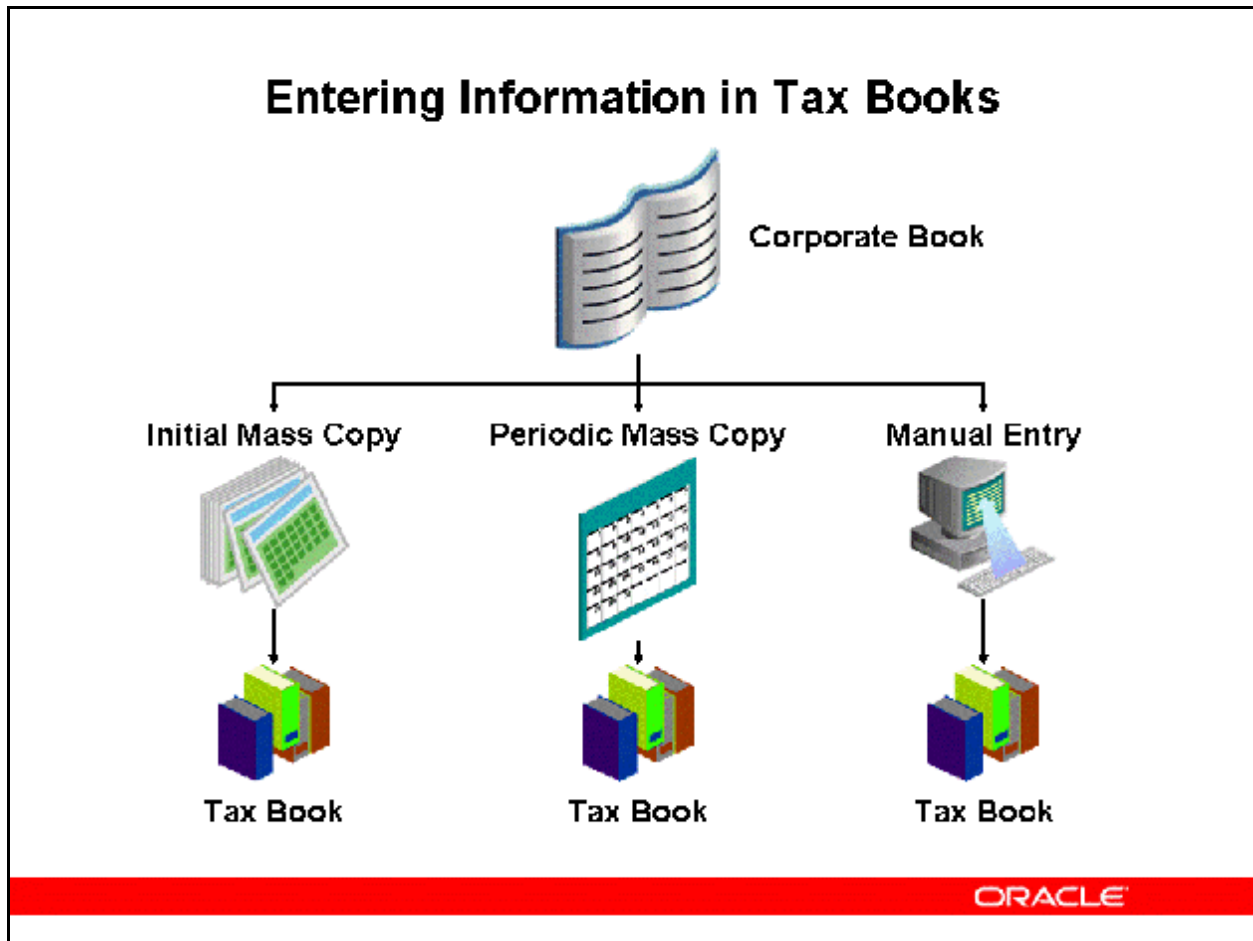 Entering Information in Tax Books
Corporate Book
Initial Mass Copy
Periodic Mass Copy
Manual Entry
Tax Book
Tax Book
Tax Book
ORACLE